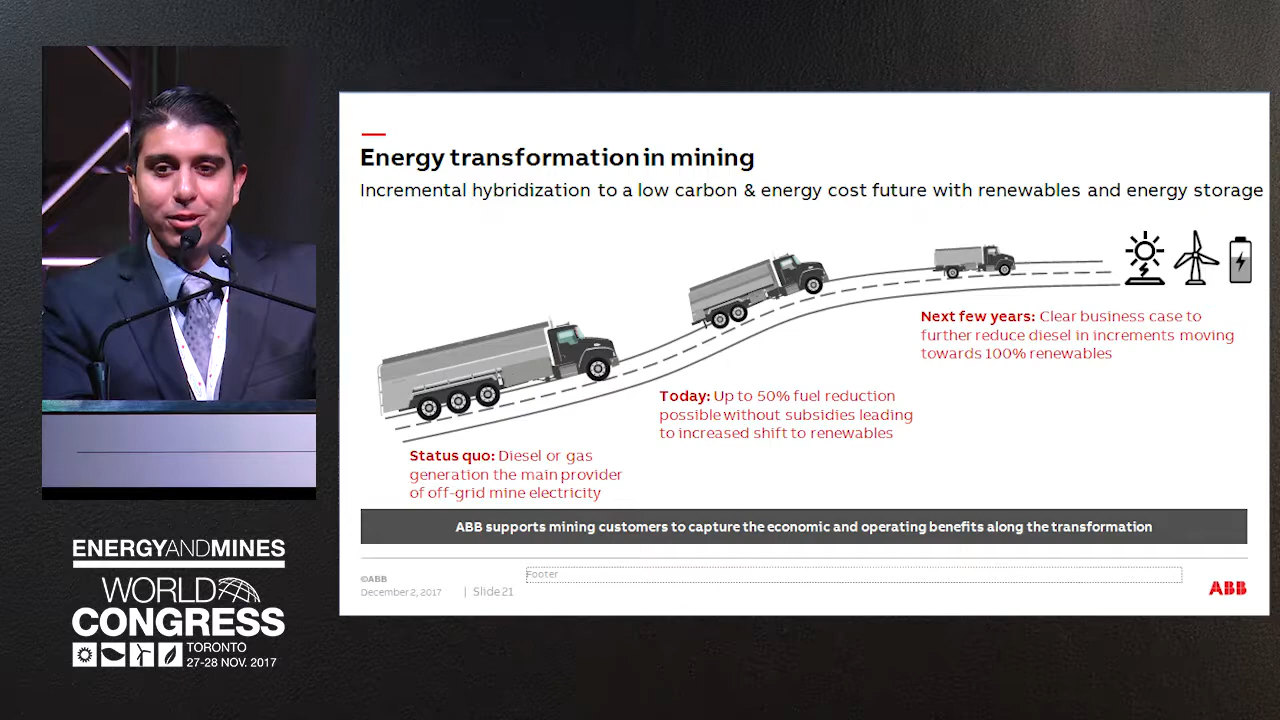 Energy transformation in mining
Incremental hybridization to a low carbon & energy cost future with renewables and energy storage
Next few years: Clear business case to
further reduce diesel in increments moving
towards 100% renewables
Today: Up to 50% fuel reduction
possible without subsidies leading
to increased shift to renewables
Status quo: Diesel or gas
generation the main provider
of off-grid mine electricity
ABB supports mining customers to capture the economic and operating benefits along the transformation
©ABB
December 2, 2017 | Slide 21
Footer
ABB
ENERGYANDMINES
WORLD
CONGRESS
TORONTO
27-28 NOV. 2017